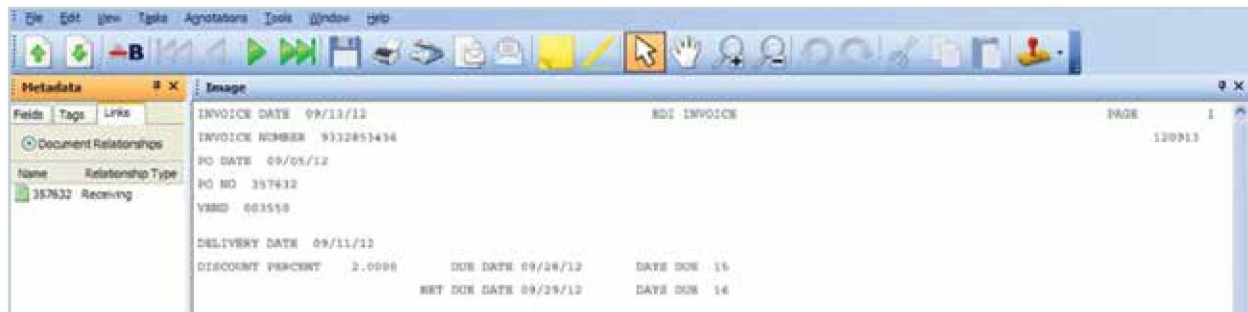 File Edit View Tasks Annotations Tools Window Help
B
Metadata
Image
Fields Tags Links
Document Relationships
Name Relationship Type
357632 Receiving
INVOICE DATE 09/13/12 EDI INVOICE PAGE 1
INVOICE NUMBER 9332853436 120913
PO DATE 09/05/12
PO NO 357632
VEND 003550
DELIVERY DATE 09/11/12
DISCOUNT PERCENT 2.0000 DUE DATE 09/28/12 DAYS DUE 15
NET DUE DATE 09/29/12 DAYS DUE 16